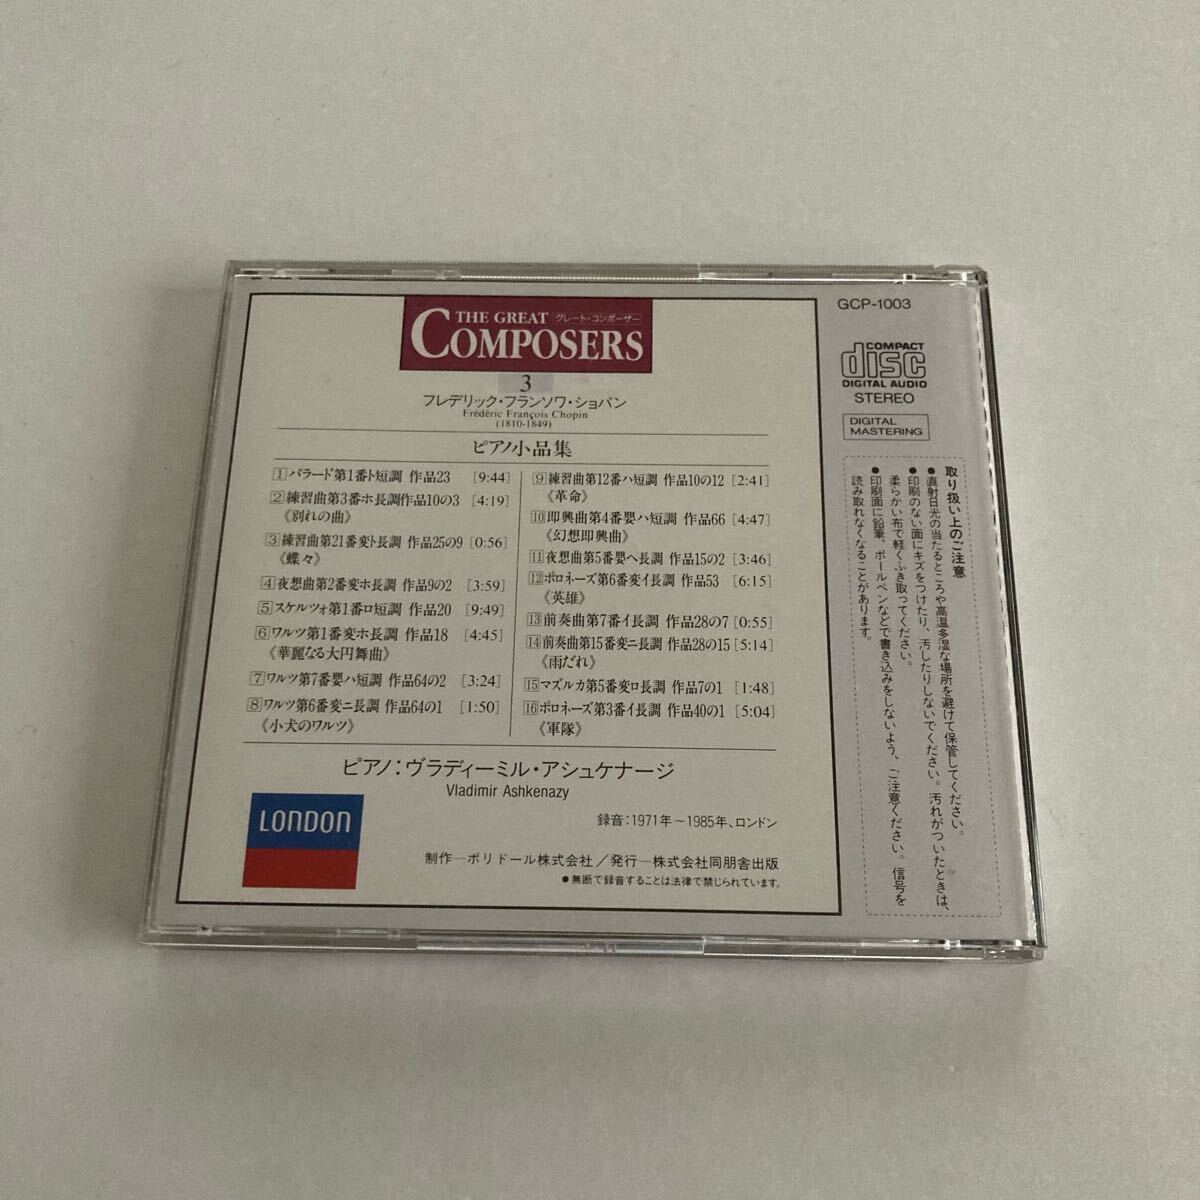 THE GREAT グレート・コンポーザー
COMPOSERS
3
フレデリック・フランソワ・ショパン
Frédéric François Chopin
(1810-1849)
ピアノ小品集
1 バラード第1番ト短調 作品23 [9:44]
2 練習曲第3番ホ長調作品10の3 [4:19]
《別れの曲》
3 練習曲第21番変ト長調 作品25の9 [0:56]
《蝶々》
4 夜想曲第2番変ホ長調 作品9の2 [3:59]
5 スケルツォ第1番ロ短調 作品20 [9:49]
6 ワルツ第1番変ホ長調 作品18 [4:45]
《華麗なる大円舞曲》
7 ワルツ第7番嬰ハ短調 作品64の2 [3:24]
8 ワルツ第6番変ニ長調 作品64の1 [1:50]
《小犬のワルツ》
9 練習曲第12番ハ短調 作品10の12 [2:41]
《革命》
10 即興曲第4番嬰ハ短調 作品66 [4:47]
《幻想即興曲》
11 夜想曲第5番嬰ヘ長調 作品15の2 [3:46]
12 ポロネーズ第6番変イ長調 作品53 [6:15]
《英雄》
13 前奏曲第7番イ長調 作品28の7 [0:55]
14 前奏曲第15番変ニ長調 作品28の15 [5:14]
《雨だれ》
15 マズルカ第5番変ロ長調 作品7の1 [1:48]
16 ポロネーズ第3番イ長調 作品40の1 [5:04]
《軍隊》
ピアノ:ヴラディーミル・アシュケナージ
Vladimir Ashkenazy
LONDON
録音:1971年～1985年、ロンドン
制作―ポリドール株式会社／発行―株式会社同朋舎出版
●無断で録音することは法律で禁じられています。
GCP-1003
COMPACT
disc
DIGITAL AUDIO
STEREO
DIGITAL
MASTERING
取り扱い上のご注意
●直射日光の当たるところや高温多湿な場所を避けて保管してください。
●印刷のない面にキズをつけたり、汚したりしないでください。汚れがついたときは、
柔らかい布で軽くふき取ってください。
●印刷面に鉛筆、ボールペンなどで書き込みをしないよう、ご注意ください。信号を
読み取れなくなることがあります。